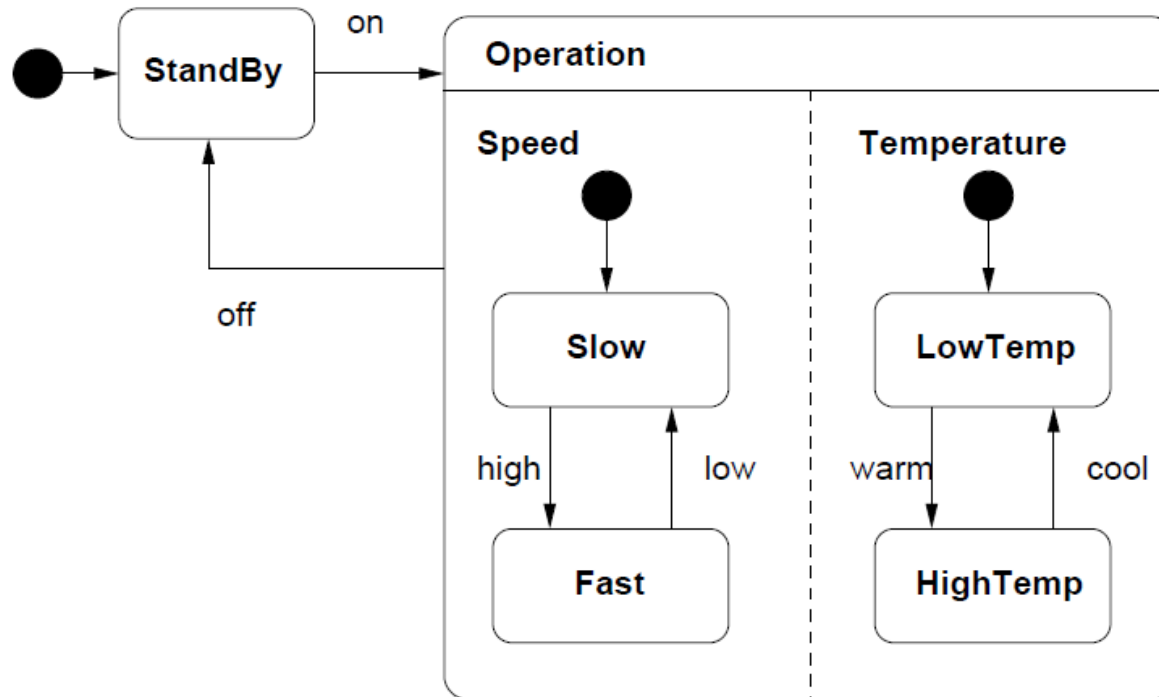 on
StandBy
Operation
Speed
Temperature
off
Slow
LowTemp
high
low
warm
cool
Fast
HighTemp